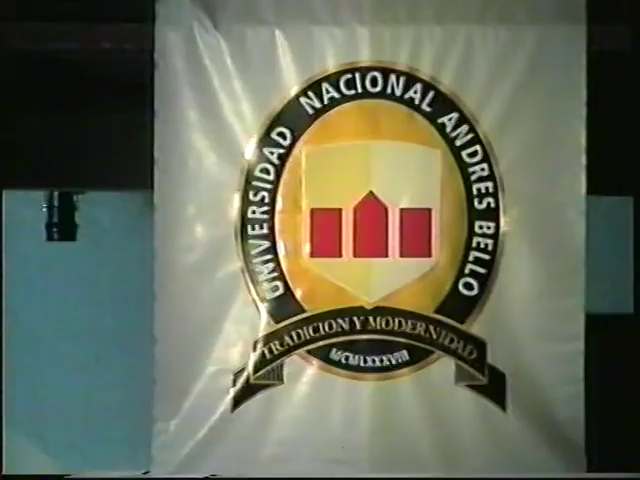 UNIVERSIDAD NACIONAL ANDRES BELLO
TRADICION Y MODERNIDAD
MCMLXXXVIII